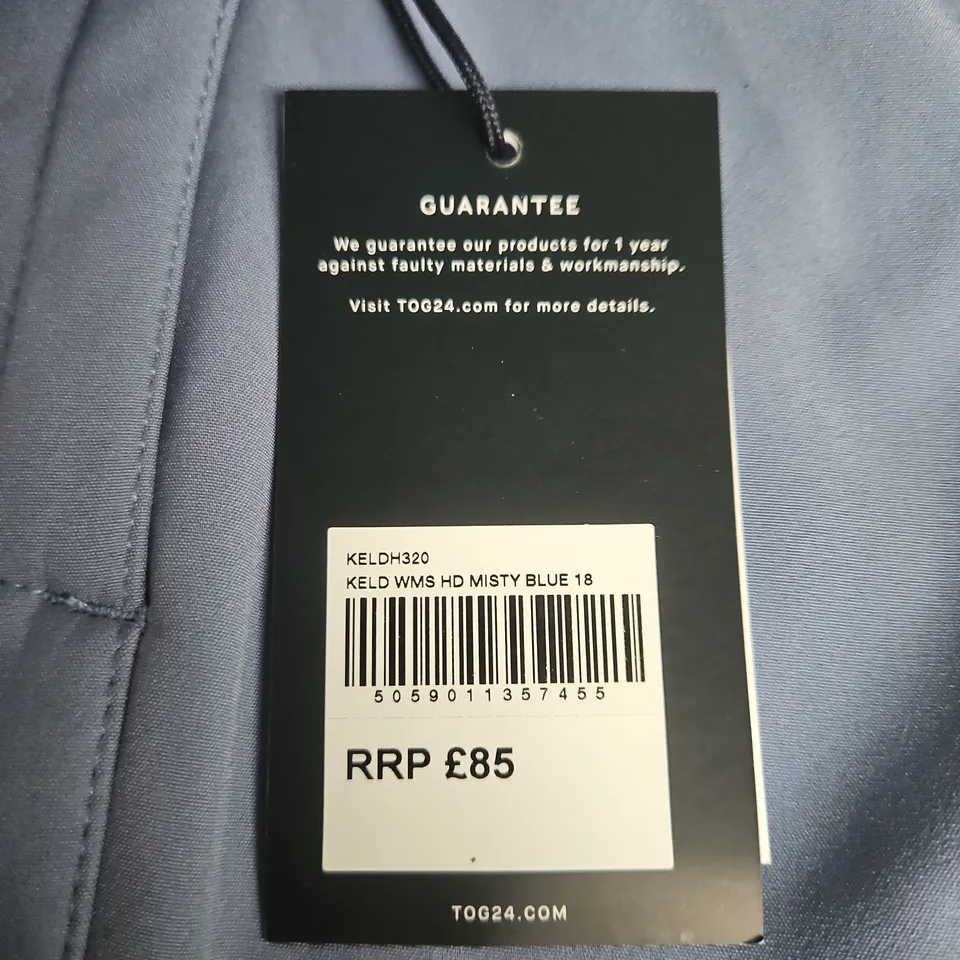 GUARANTEE
We guarantee our products for 1 year
against faulty materials & workmanship.
Visit TOG24.com for more details.
KELDH320
KELD WMS HD MISTY BLUE 18
5059011357455
RRP £85
TOG24.COM